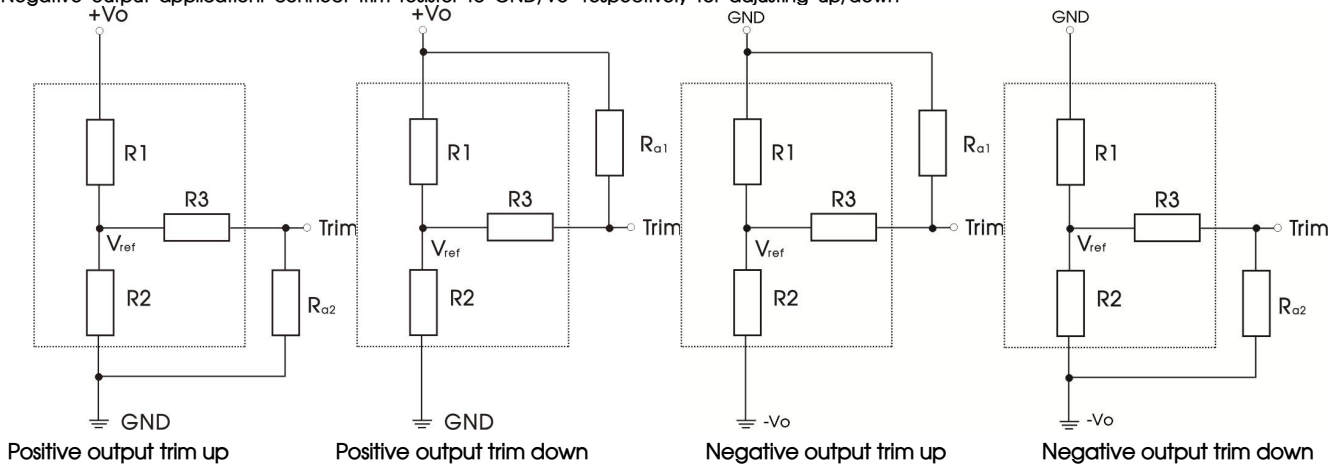 Negative output application: connect trim resistor to GND/Vo- respectively for adjusting up/down
+Vo
R1
R3
Trim
Vref
R2
Ra2
GND
Positive output trim up
+Vo
R1
Ra1
R3
Trim
Vref
R2
GND
Positive output trim down
GND
R1
Ra1
R3
Trim
Vref
R2
-Vo
Negative output trim up
GND
R1
R3
Trim
Vref
R2
Ra2
-Vo
Negative output trim down